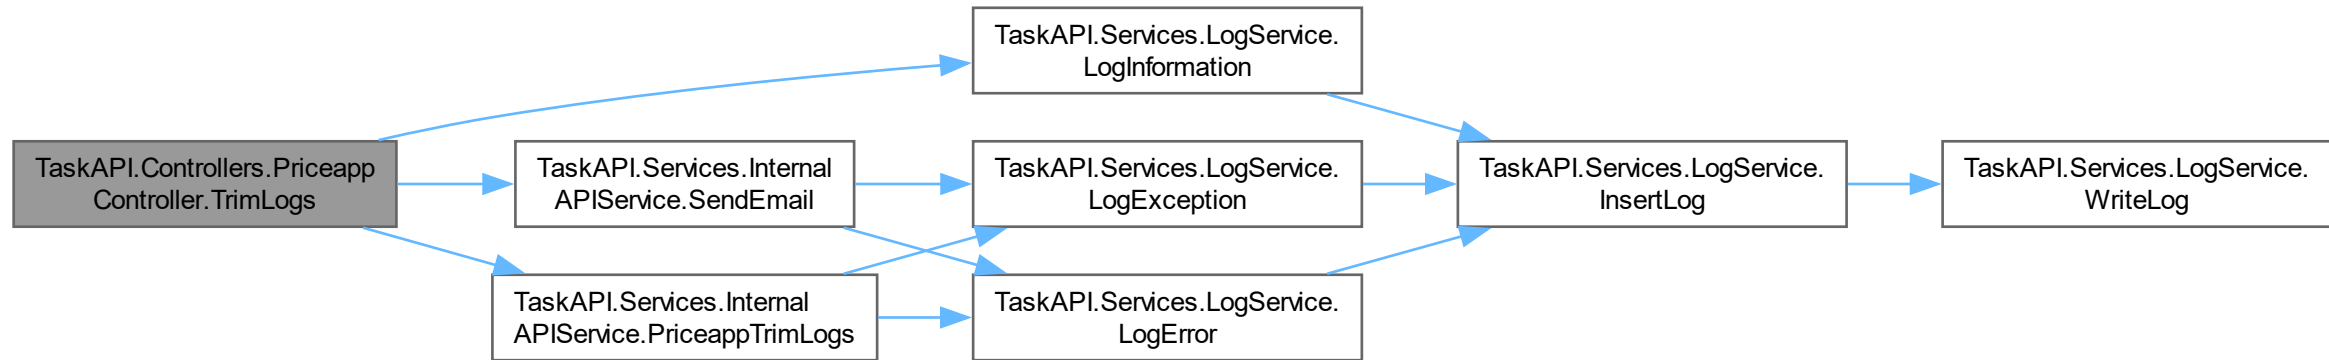 TaskAPI.Services.LogService.
LogInformation
TaskAPI.Controllers.Priceapp
Controller.TrimLogs
TaskAPI.Services.Internal
APIService.SendEmail
TaskAPI.Services.LogService.
LogException
TaskAPI.Services.LogService.
InsertLog
TaskAPI.Services.LogService.
WriteLog
TaskAPI.Services.Internal
APIService.PriceappTrimLogs
TaskAPI.Services.LogService.
LogError